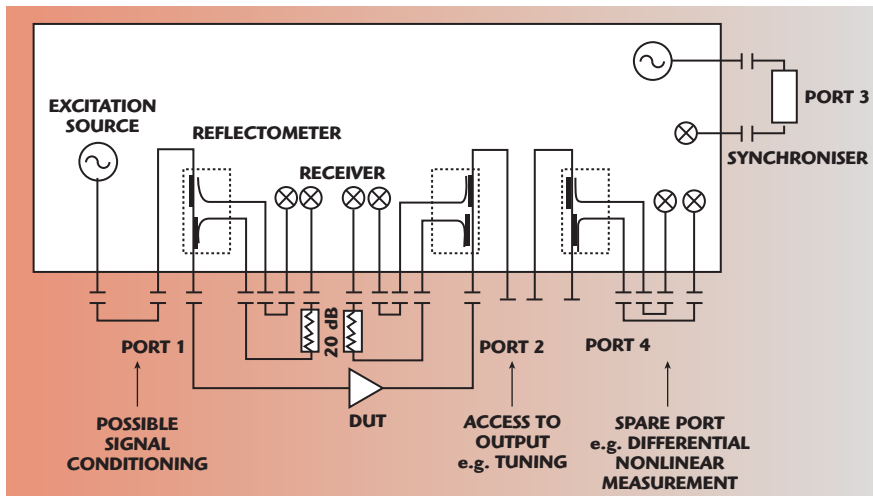 EXCITATION
SOURCE
REFLECTOMETER
RECEIVER
PORT 3
SYNCHRONISER
20 dB
PORT 1
PORT 2
PORT 4
DUT
POSSIBLE
SIGNAL
CONDITIONING
ACCESS TO
OUTPUT
e.g. TUNING
SPARE PORT
e.g. DIFFERENTIAL
NONLINEAR
MEASUREMENT